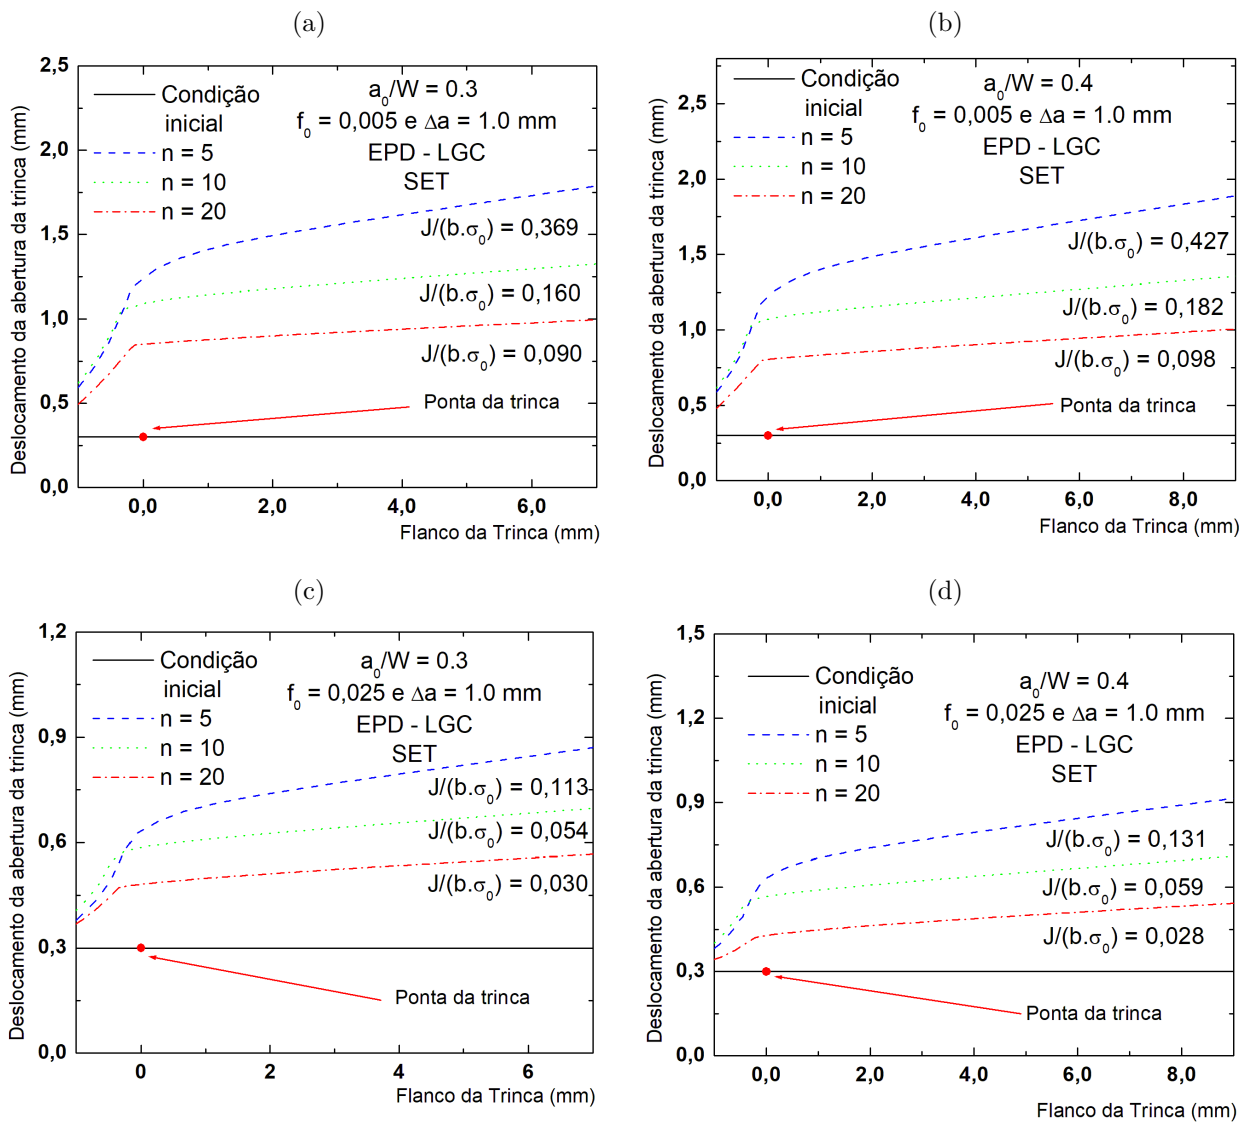 (a)
2,5
2,0
1,5
1,0
0,5
0,0
Deslocamento da abertura da trinca (mm)
Condição
inicial
n = 5
n = 10
n = 20
a0/W = 0.3
f0 = 0,005 e Δa = 1.0 mm
EPD - LGC
SET
J/(b.σ0) = 0,369
J/(b.σ0) = 0,160
J/(b.σ0) = 0,090
Ponta da trinca
0,0 2,0 4,0 6,0
Flanco da Trinca (mm)
(b)
2,5
2,0
1,5
1,0
0,5
0,0
Deslocamento da abertura da trinca (mm)
Condição
inicial
n = 5
n = 10
n = 20
a0/W = 0.4
f0 = 0,005 e Δa = 1.0 mm
EPD - LGC
SET
J/(b.σ0) = 0,427
J/(b.σ0) = 0,182
J/(b.σ0) = 0,098
Ponta da trinca
0,0 2,0 4,0 6,0 8,0
Flanco da Trinca (mm)
(c)
1,2
0,9
0,6
0,3
0,0
Deslocamento da abertura da trinca (mm)
Condição
inicial
n = 5
n = 10
n = 20
a0/W = 0.3
f0 = 0,025 e Δa = 1.0 mm
EPD - LGC
SET
J/(b.σ0) = 0,113
J/(b.σ0) = 0,054
J/(b.σ0) = 0,030
Ponta da trinca
0 2 4 6
Flanco da Trinca (mm)
(d)
1,5
1,2
0,9
0,6
0,3
0,0
Deslocamento da abertura da trinca (mm)
Condição
inicial
n = 5
n = 10
n = 20
a0/W = 0.4
f0 = 0,025 e Δa = 1.0 mm
EPD - LGC
SET
J/(b.σ0) = 0,131
J/(b.σ0) = 0,059
J/(b.σ0) = 0,028
Ponta da trinca
0,0 2,0 4,0 6,0 8,0
Flanco da Trinca (mm)